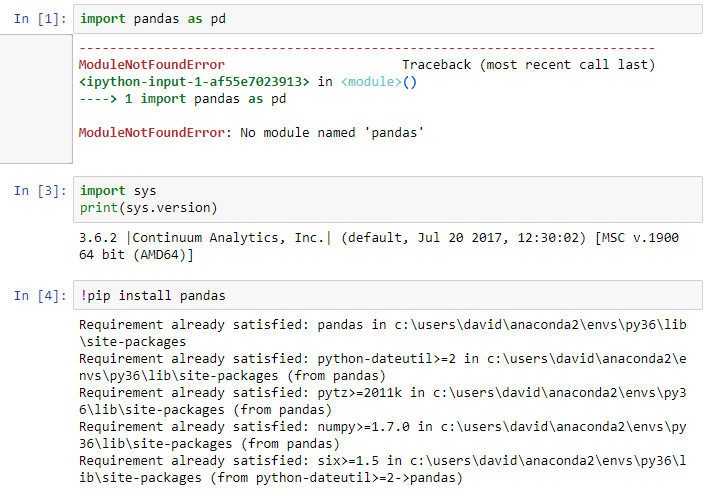 In [1]: import pandas as pd
---------------------------------------------------------------------------
ModuleNotFoundError                       Traceback (most recent call last)
<ipython-input-1-af55e7023913> in <module>()
----> 1 import pandas as pd
ModuleNotFoundError: No module named 'pandas'
In [3]: import sys
print(sys.version)
3.6.2 |Continuum Analytics, Inc.| (default, Jul 20 2017, 12:30:02) [MSC v.1900
64 bit (AMD64)]
In [4]: !pip install pandas
Requirement already satisfied: pandas in c:\users\david\anaconda2\envs\py36\lib
\site-packages
Requirement already satisfied: python-dateutil>=2 in c:\users\david\anaconda2\e
nvs\py36\lib\site-packages (from pandas)
Requirement already satisfied: pytz>=2011k in c:\users\david\anaconda2\envs\py3
6\lib\site-packages (from pandas)
Requirement already satisfied: numpy>=1.7.0 in c:\users\david\anaconda2\envs\py
36\lib\site-packages (from pandas)
Requirement already satisfied: six>=1.5 in c:\users\david\anaconda2\envs\py36\l
ib\site-packages (from python-dateutil>=2->pandas)